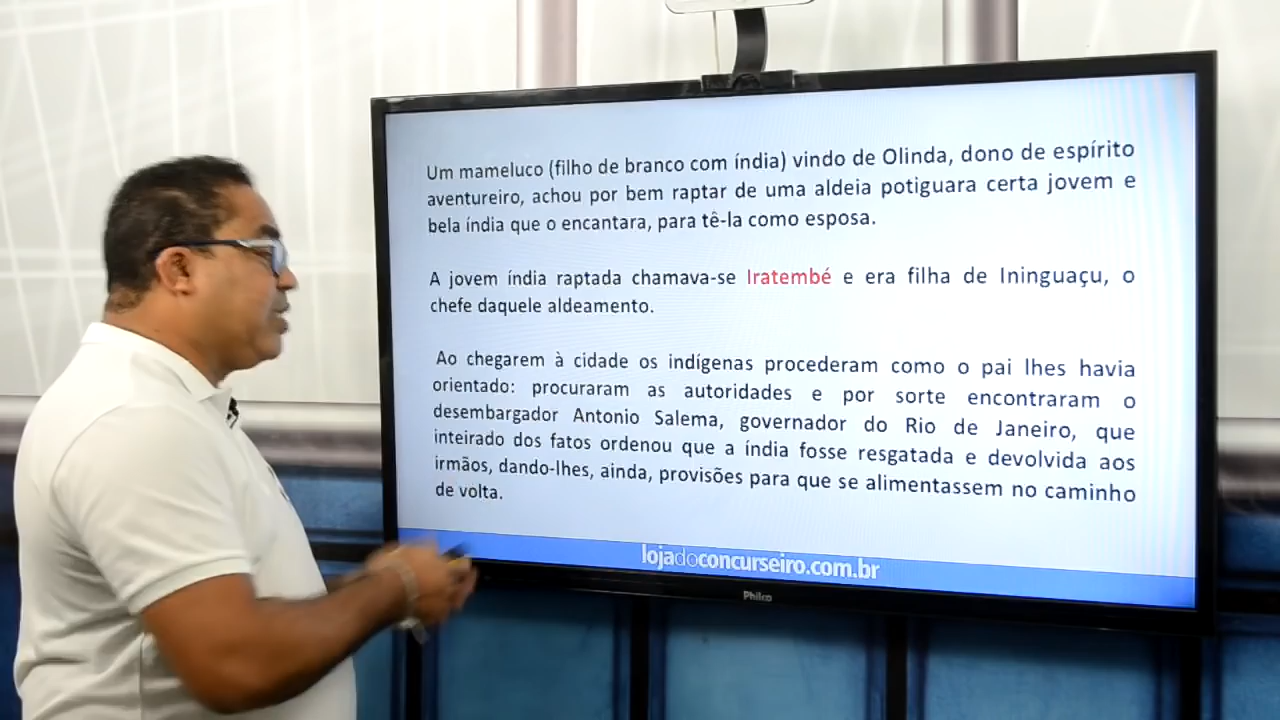 Um mameluco (filho de branco com índia) vindo de Olinda, dono de espírito
aventureiro, achou por bem raptar de uma aldeia potiguara certa jovem e
bela índia que o encantara, para tê-la como esposa.
A jovem índia raptada chamava-se Iratembé e era filha de Ininguaçu, o
chefe daquele aldeamento.
Ao chegarem à cidade os indígenas procederam como o pai lhes havia
orientado: procuraram as autoridades e por sorte encontraram o
desembargador Antonio Salema, governador do Rio de Janeiro, que
inteirado dos fatos ordenou que a índia fosse resgatada e devolvida aos
irmãos, dando-lhes, ainda, provisões para que se alimentassem no caminho
de volta.
lojadoconcurseiro.com.br
Philco